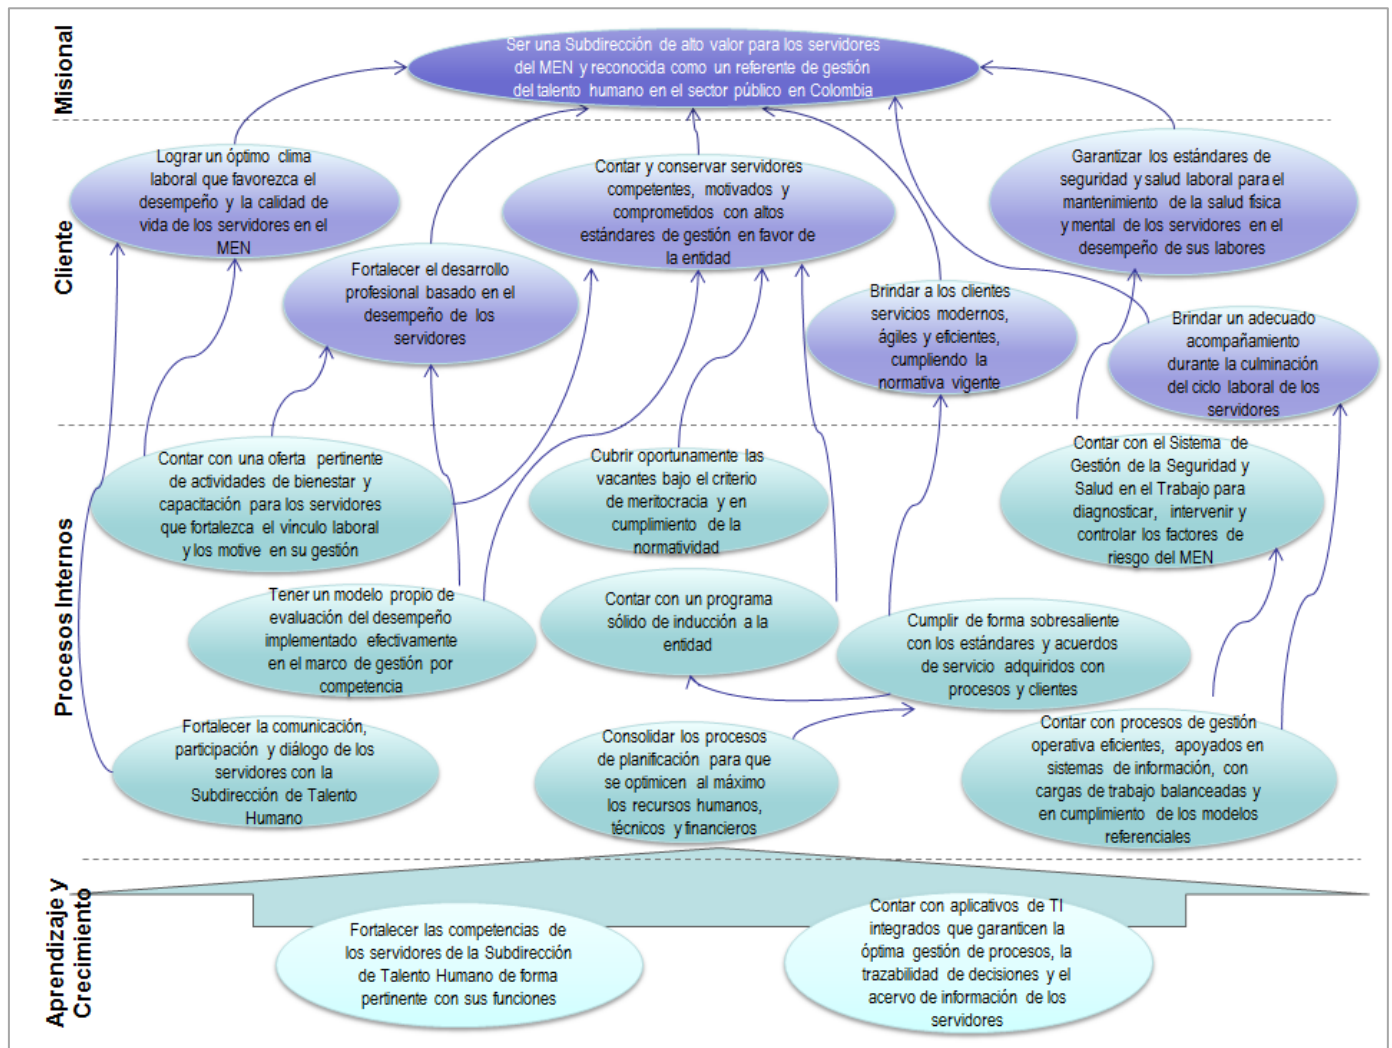 Misional
Ser una Subdirección de alto valor para los servidores
del MEN y reconocida como un referente de gestión
del talento humano en el sector público en Colombia
Cliente
Lograr un óptimo clima
laboral que favorezca el
desempeño y la calidad de
vida de los servidores en el
MEN
Fortalecer el desarrollo
profesional basado en el
desempeño de los
servidores
Contar y conservar servidores
competentes, motivados y
comprometidos con altos
estándares de gestión en favor de
la entidad
Brindar a los clientes
servicios modernos,
ágiles y eficientes,
cumpliendo la
normativa vigente
Garantizar los estándares de
seguridad y salud laboral para el
mantenimiento de la salud física
y mental de los servidores en el
desempeño de sus labores
Brindar un adecuado
acompañamiento
durante la culminación
del ciclo laboral de los
servidores
Procesos Internos
Contar con una oferta pertinente
de actividades de bienestar y
capacitación para los servidores
que fortalezca el vínculo laboral
y los motive en su gestión
Cubrir oportunamente las
vacantes bajo el criterio
de meritocracia y en
cumplimiento de la
normatividad
Contar con el Sistema de
Gestión de la Seguridad y
Salud en el Trabajo para
diagnosticar, intervenir y
controlar los factores de
riesgo del MEN
Tener un modelo propio de
evaluación del desempeño
implementado efectivamente
en el marco de gestión por
competencia
Contar con un programa
sólido de inducción a la
entidad
Cumplir de forma sobresaliente
con los estándares y acuerdos
de servicio adquiridos con
procesos y clientes
Fortalecer la comunicación,
participación y diálogo de los
servidores con la
Subdirección de Talento
Humano
Consolidar los procesos
de planificación para que
se optimicen al máximo
los recursos humanos,
técnicos y financieros
Contar con procesos de gestión
operativa eficientes, apoyados en
sistemas de información, con
cargas de trabajo balanceadas y
en cumplimiento de los modelos
referenciales
Aprendizaje y
Crecimiento
Fortalecer las competencias de
los servidores de la Subdirección
de Talento Humano de forma
pertinente con sus funciones
Contar con aplicativos de TI
integrados que garanticen la
óptima gestión de procesos, la
trazabilidad de decisiones y el
acervo de información de los
servidores